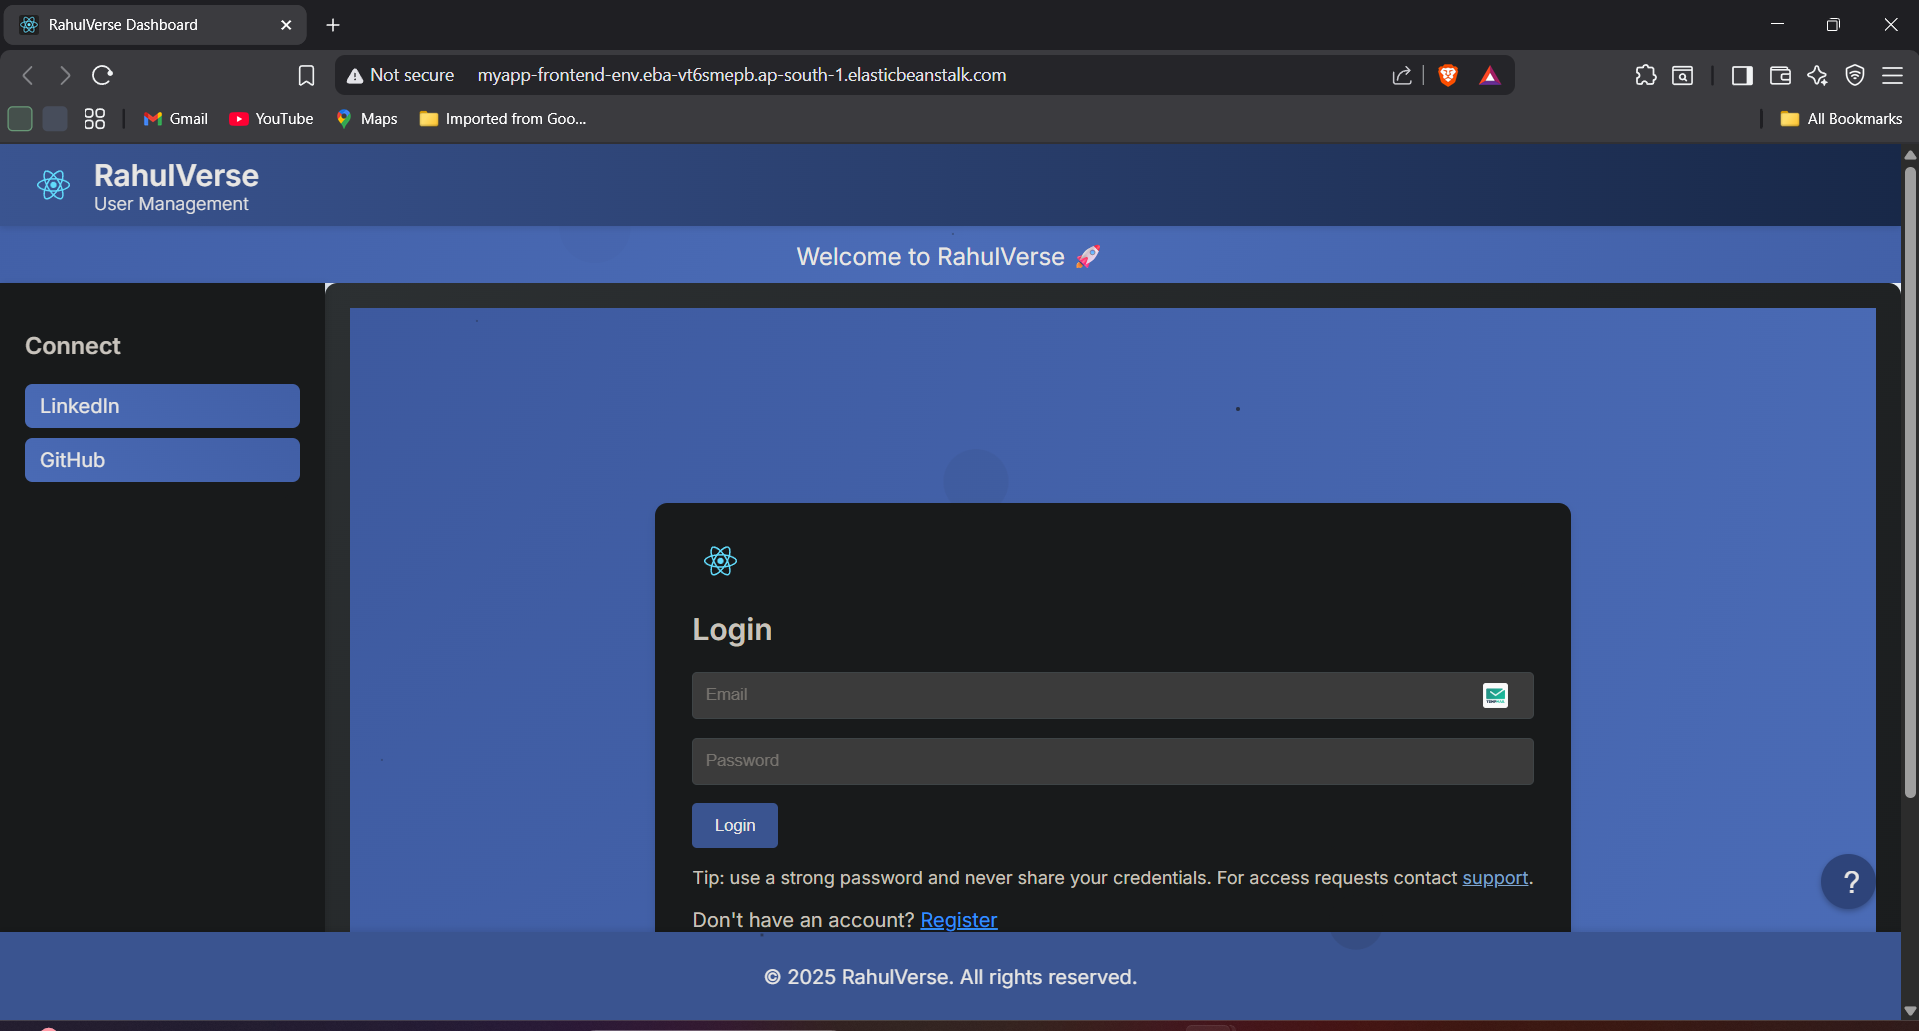 RahulVerse Dashboard
Not secure
myapp-frontend-env.eba-vt6smepb.ap-south-1.elasticbeanstalk.com
Gmail
YouTube
Maps
Imported from Goo...
All Bookmarks
RahulVerse
User Management
Welcome to RahulVerse 🚀
Connect
LinkedIn
GitHub
Login
Email
Password
Login
Tip: use a strong password and never share your credentials. For access requests contact support.
Don't have an account? Register
?
© 2025 RahulVerse. All rights reserved.